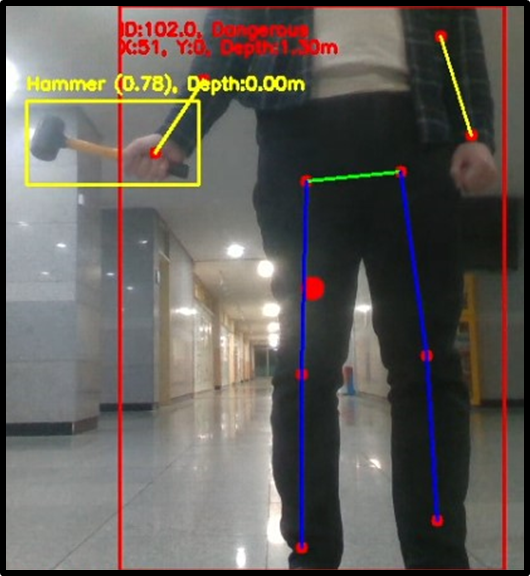 ID:102.0, Dangerous
X:51, Y:0, Depth:1.30m
Hammer (0.78), Depth:0.00m